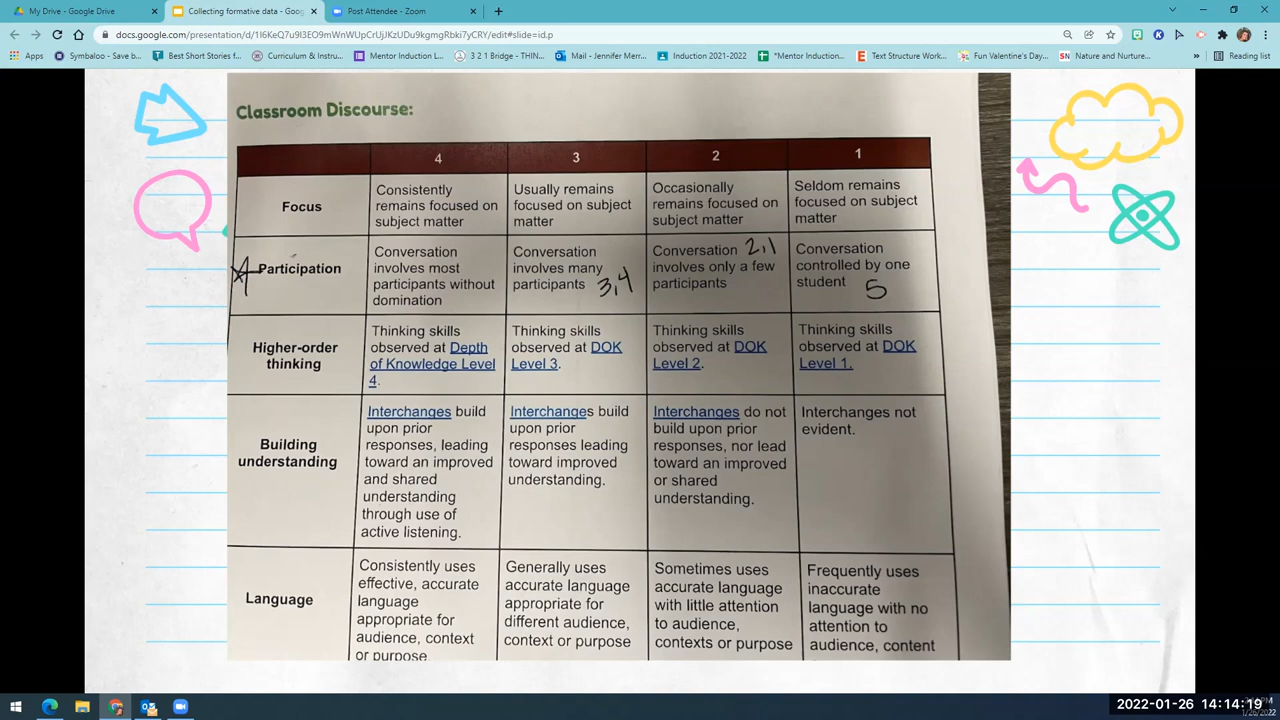 My Drive - Google Drive
Collecting formative data - Goog
Post Attendee - Zoom
docs.google.com/presentation/d/1I6KeQ7u9I3EO9mWnWUpCrUjJKzUDu9kgmgRbki7yCRY/edit#slide=id.p
Apps
Symbaloo - Save b...
Best Short Stories f...
Curriculum & Instru...
Mentor Induction L...
3 2 1 Bridge - THIN...
Mail - Jennifer Merr...
Induction 2021-2022
*Mentor Induction...
Text Structure Work...
Fun Valentine's Day...
SN
Nature and Nurture...
»
Reading list
Classroom Discourse:
4
3
2
1
Focus
Consistently
remains focused on
subject matter
Usually remains
focused on subject
matter
Occasionally
remains focused on
subject matter
Seldom remains
focused on subject
matter
Participation
Conversation
involves most
participants without
domination
Conversation
involves many
participants 3,4
Conversation 2,1
involves only a few
participants
Conversation
controlled by one
student 5
Higher-order
thinking
Thinking skills
observed at Depth
of Knowledge Level
4.
Thinking skills
observed at DOK
Level 3.
Thinking skills
observed at DOK
Level 2.
Thinking skills
observed at DOK
Level 1.
Building
understanding
Interchanges build
upon prior
responses, leading
toward an improved
and shared
understanding
through use of
active listening.
Interchanges build
upon prior
responses leading
toward improved
understanding.
Interchanges do not
build upon prior
responses, nor lead
toward an improved
or shared
understanding.
Interchanges not
evident.
Language
Consistently uses
effective, accurate
language
appropriate for
audience, context
or purpose
Generally uses
accurate language
appropriate for
different audience,
context or purpose
Sometimes uses
accurate language
with little attention
to audience,
contexts or purpose
Frequently uses
inaccurate
language with no
attention to
audience, content
2022-01-26 14:14:19